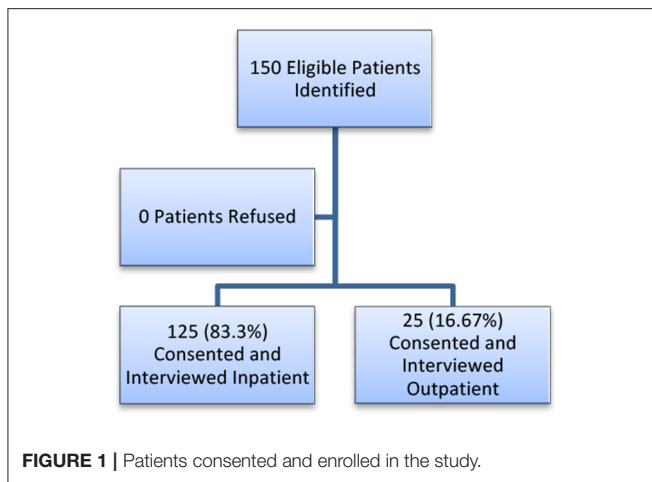 150 Eligible Patients
Identified
0 Patients Refused
125 (83.3%)
Consented and
Interviewed Inpatient
25 (16.67%)
Consented and
Interviewed
Outpatient
FIGURE 1 | Patients consented and enrolled in the study.